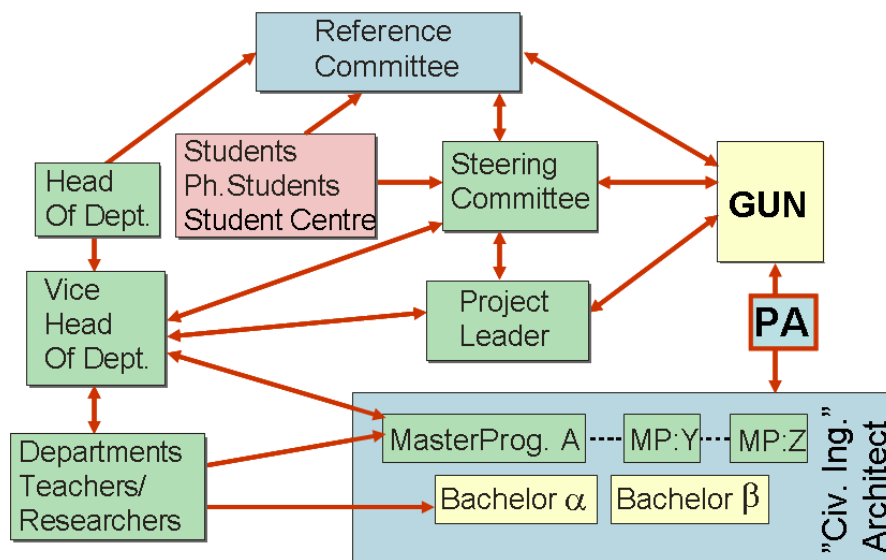 Reference
Committee
Students
Ph.Students
Student Centre
Steering
Committee
Head
Of Dept.
GUN
Vice
Head
Of Dept.
Project
Leader
PA
MasterProg. A
MP:Y
MP:Z
Departments
Teachers/
Researchers
Bachelor α
Bachelor β
”Civ. Ing.”
Architect